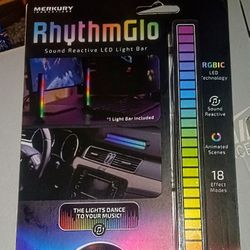 MERKURY
INNOVATIONS
RhythmGlo
Sound Reactive LED Light Bar
*1 Light Bar Included
RGBIC
LED
Technology
Sound
Reactive
Animated
Scenes
18
Effect
Modes
THE LIGHTS DANCE
TO YOUR MUSIC!